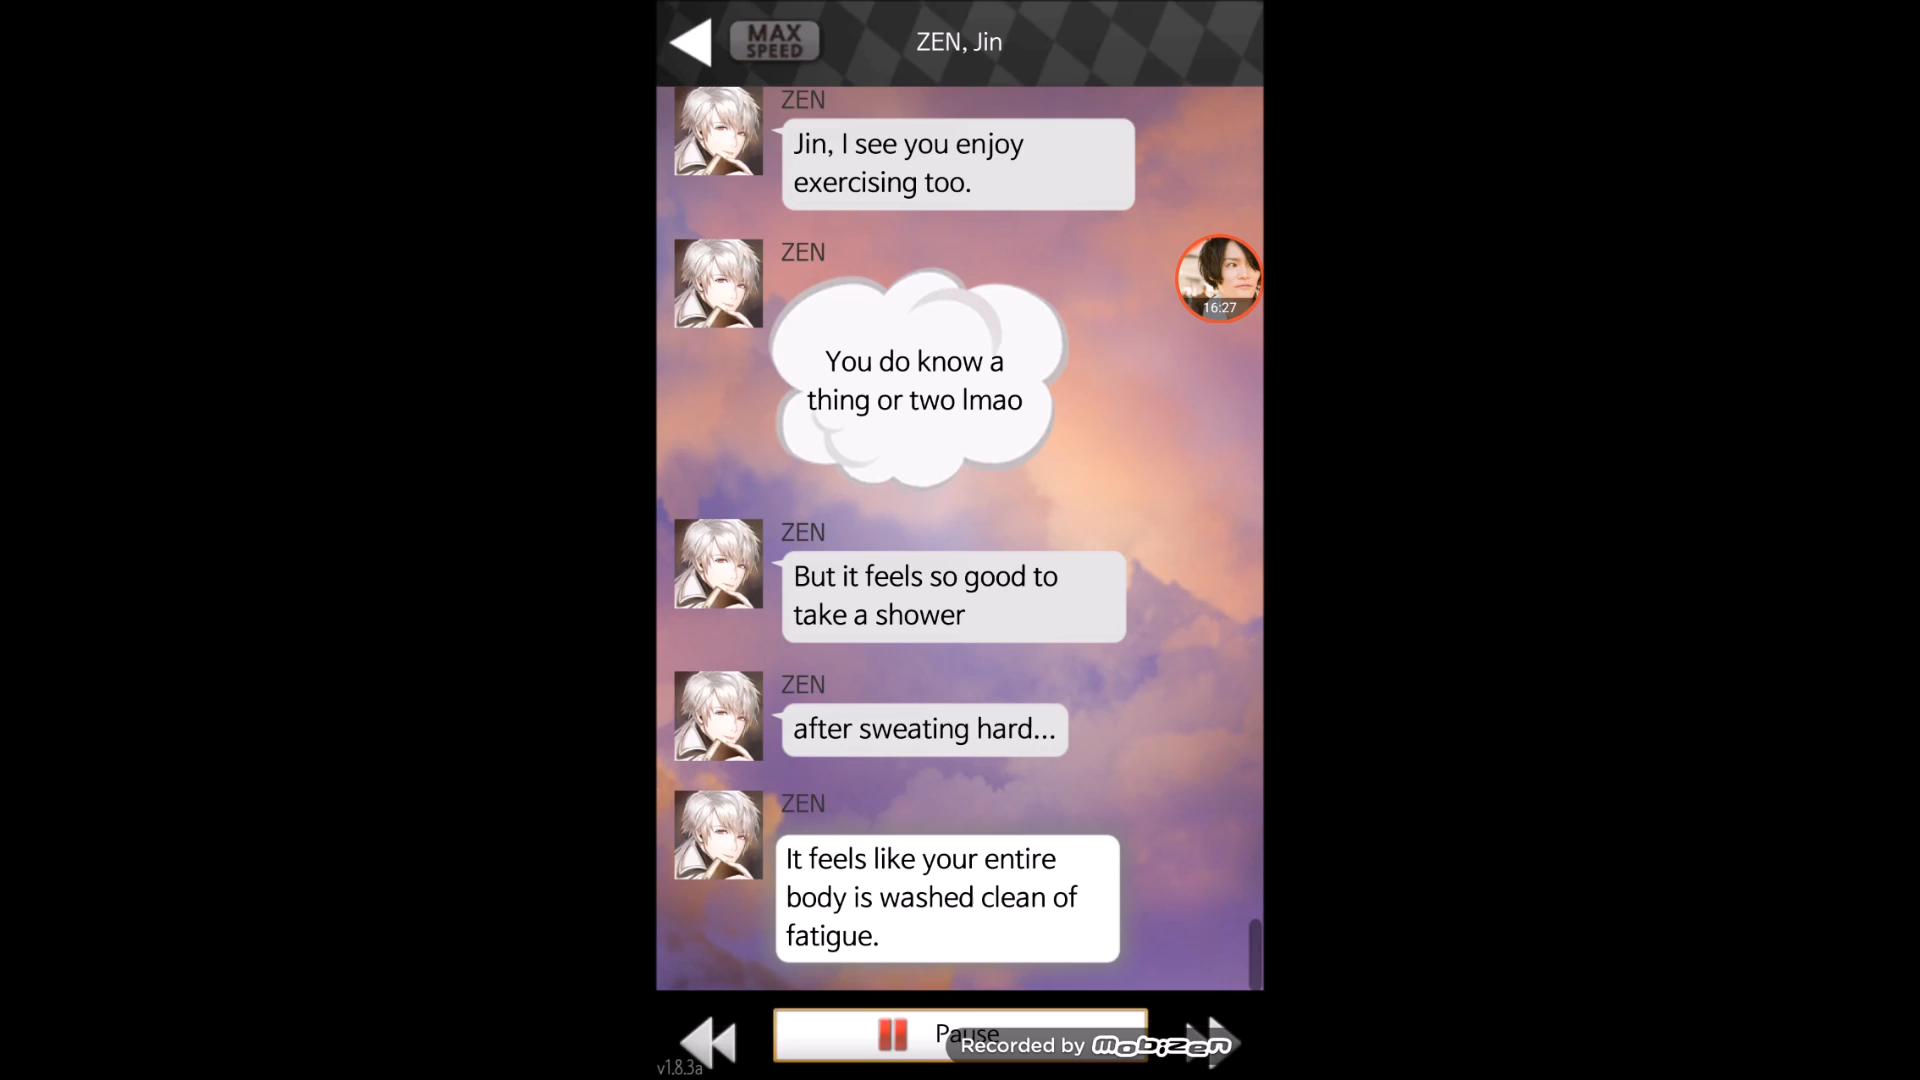 MAX
SPEED
ZEN, Jin
ZEN
Jin, I see you enjoy
exercising too.
ZEN
16:27
You do know a
thing or two lmao
ZEN
But it feels so good to
take a shower
ZEN
after sweating hard...
ZEN
It feels like your entire
body is washed clean of
fatigue.
Pause
Recorded by Mobizen
v1.8.3a